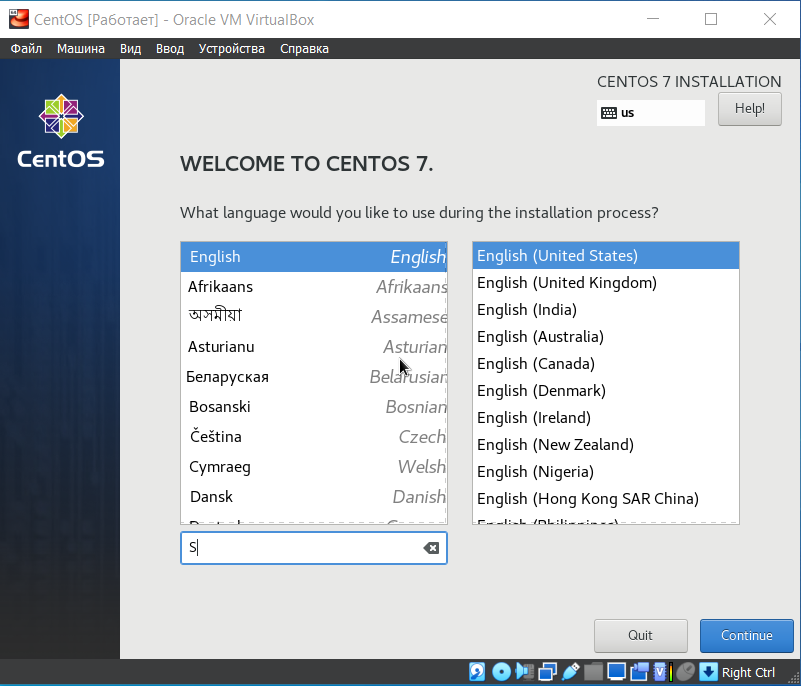 CentOS [Работает] - Oracle VM VirtualBox
Файл Машина Вид Ввод Устройства Справка
CentOS
CENTOS 7 INSTALLATION
us
Help!
WELCOME TO CENTOS 7.
What language would you like to use during the installation process?
English English
Afrikaans Afrikaans
অসমীয়া Assamese
Asturianu Asturian
Беларуская Belarusian
Bosanski Bosnian
Čeština Czech
Cymraeg Welsh
Dansk Danish
English (United States)
English (United Kingdom)
English (India)
English (Australia)
English (Canada)
English (Denmark)
English (Ireland)
English (New Zealand)
English (Nigeria)
English (Hong Kong SAR China)
English (Philippines)
S
Quit
Continue
Right Ctrl